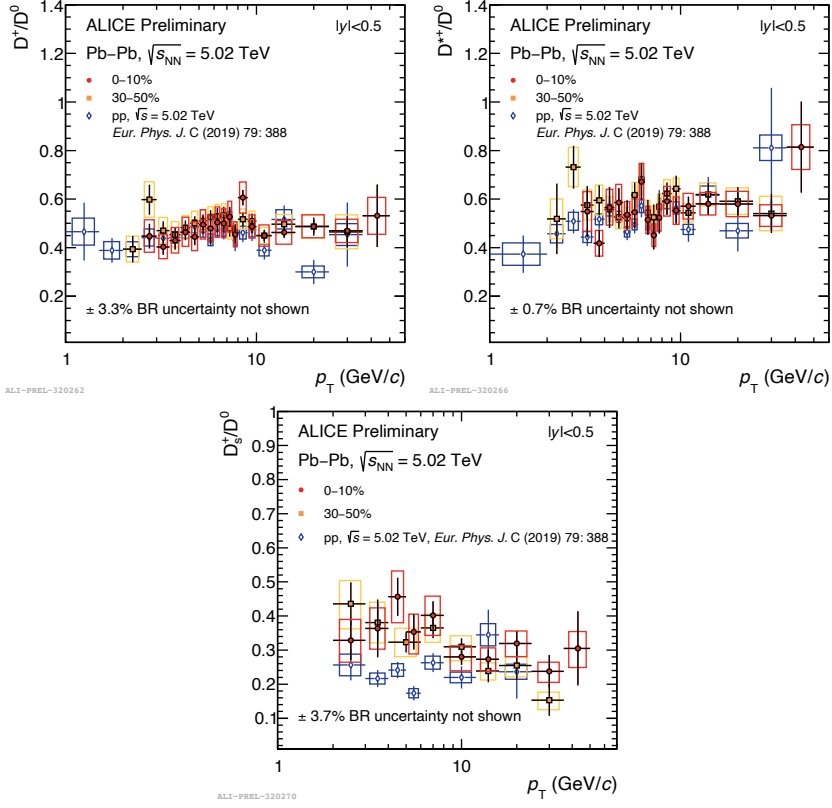 D⁺/D⁰
1.4
1.2
1
0.8
0.6
0.4
0.2
ALICE Preliminary
|y|<0.5
Pb−Pb, √s_NN = 5.02 TeV
0−10%
30−50%
pp, √s = 5.02 TeV
Eur. Phys. J. C (2019) 79: 388
± 3.3% BR uncertainty not shown
1
10
p_T (GeV/c)
ALI-PREL-320262
D*⁺/D⁰
1.4
1.2
1
0.8
0.6
0.4
0.2
ALICE Preliminary
|y|<0.5
Pb−Pb, √s_NN = 5.02 TeV
0−10%
30−50%
pp, √s = 5.02 TeV
Eur. Phys. J. C (2019) 79: 388
± 0.7% BR uncertainty not shown
1
10
p_T (GeV/c)
ALI-PREL-320266
D_s⁺/D⁰
1
0.9
0.8
0.7
0.6
0.5
0.4
0.3
0.2
0.1
ALICE Preliminary
|y|<0.5
Pb−Pb, √s_NN = 5.02 TeV
0−10%
30−50%
pp, √s = 5.02 TeV, Eur. Phys. J. C (2019) 79: 388
± 3.7% BR uncertainty not shown
1
10
p_T (GeV/c)
ALI-PREL-320270